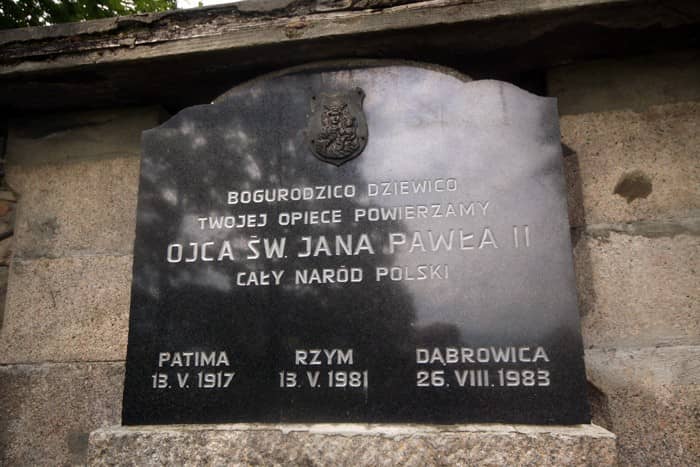 BOGURODZICO DZIEWICO
TWOJEJ OPIECE POWIERZAMY
OJCA ŚW. JANA PAWŁA II
CAŁY NARÓD POLSKI
PATIMA RZYM DĄBROWICA
13. V. 1917 13. V. 1981 26. VIII. 1983